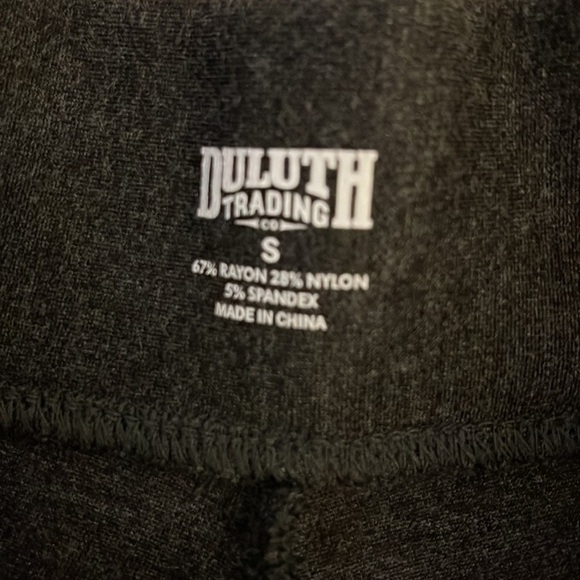 DULUTH
TRADING
CO
S
67% RAYON 28% NYLON
5% SPANDEX
MADE IN CHINA